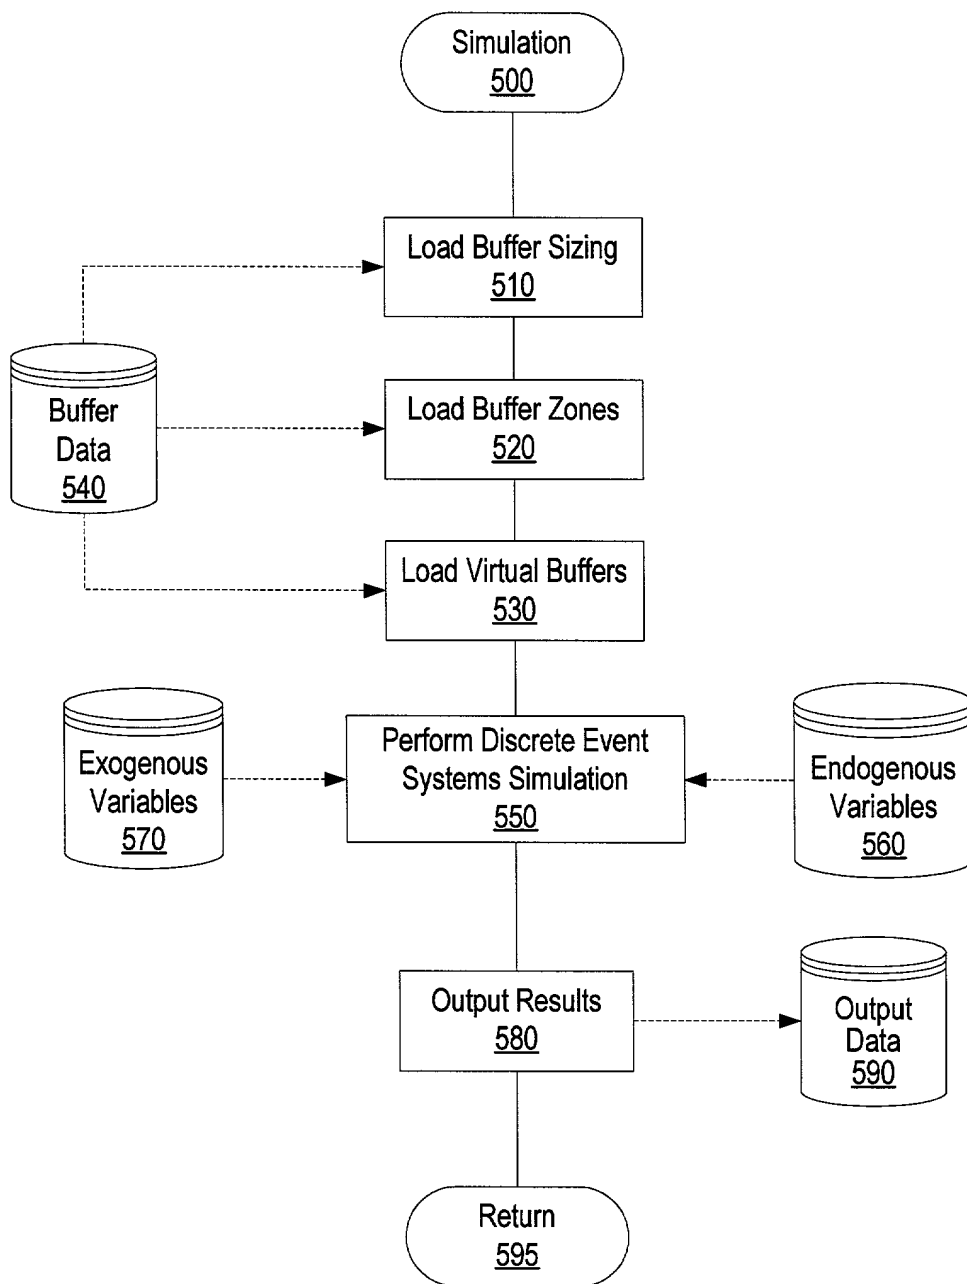 Simulation
500
Load Buffer Sizing
510
Buffer
Data
540
Load Buffer Zones
520
Load Virtual Buffers
530
Exogenous
Variables
570
Perform Discrete Event
Systems Simulation
550
Endogenous
Variables
560
Output Results
580
Output
Data
590
Return
595